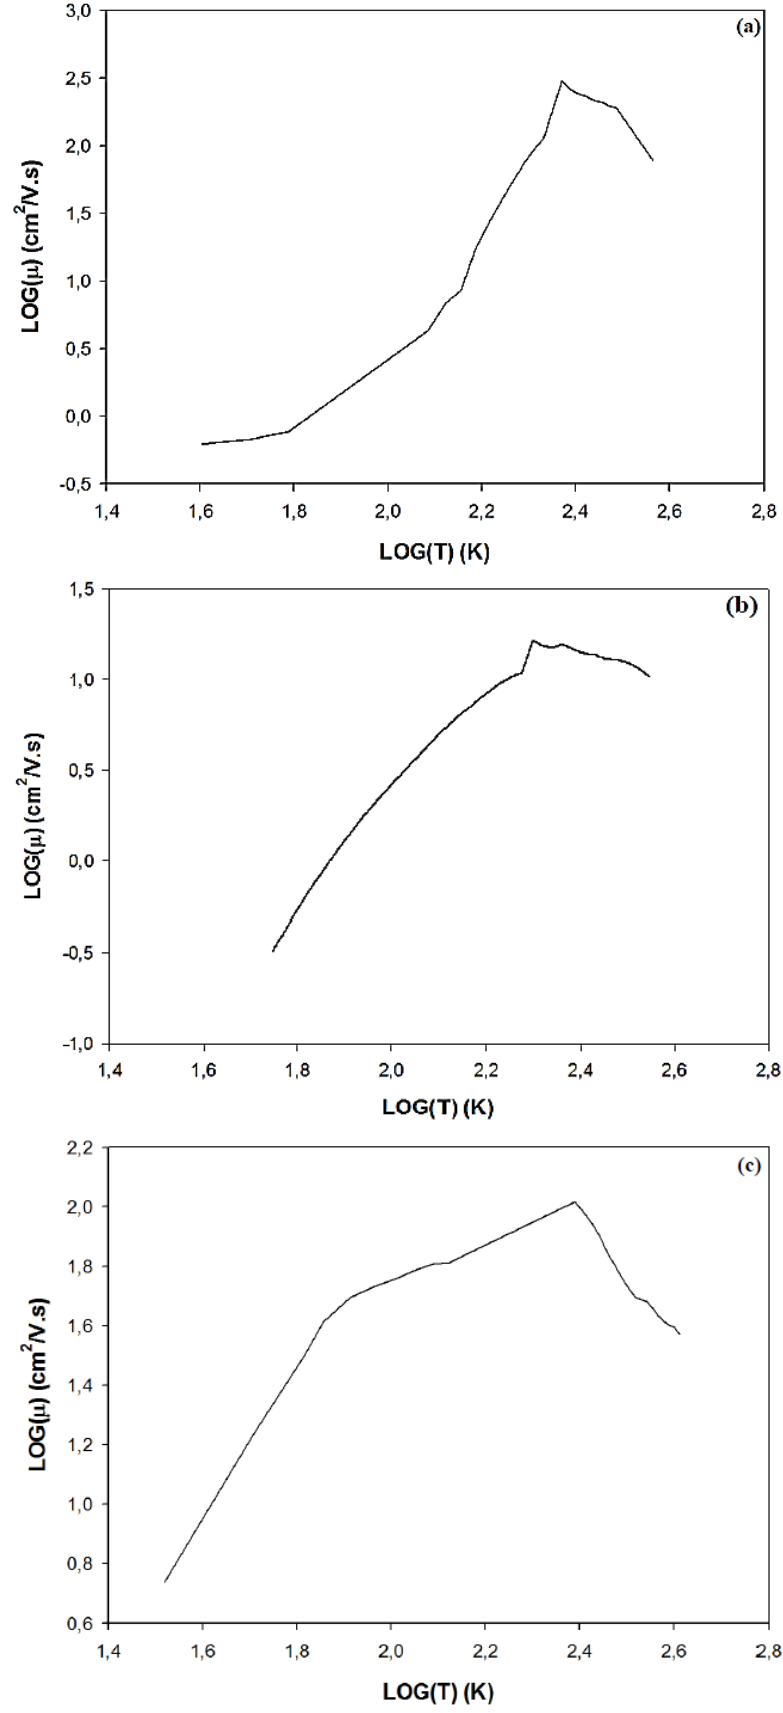 (a)
3,0
2,5
2,0
1,5
1,0
0,5
0,0
-0,5
LOG(μ) (cm²/V.s)
1,4 1,6 1,8 2,0 2,2 2,4 2,6 2,8
LOG(T) (K)
(b)
1,5
1,0
0,5
0,0
-0,5
-1,0
LOG(μ) (cm²/V.s)
1,4 1,6 1,8 2,0 2,2 2,4 2,6 2,8
LOG(T) (K)
(c)
2,2
2,0
1,8
1,6
1,4
1,2
1,0
0,8
0,6
LOG(μ) (cm²/V.s)
1,4 1,6 1,8 2,0 2,2 2,4 2,6 2,8
LOG(T) (K)